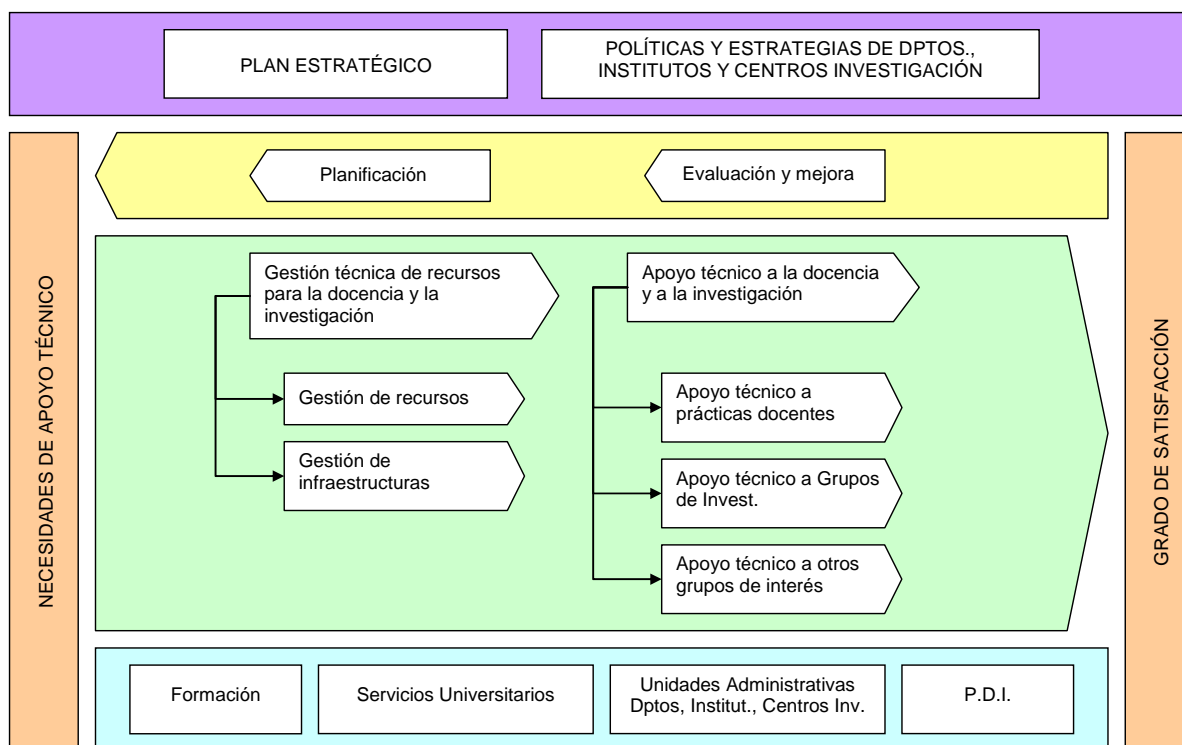 PLAN ESTRATÉGICO
POLÍTICAS Y ESTRATEGIAS DE DPTOS.,
INSTITUTOS Y CENTROS INVESTIGACIÓN
NECESIDADES DE APOYO TÉCNICO
Planificación
Evaluación y mejora
Gestión técnica de recursos
para la docencia y la
investigación
Gestión de recursos
Gestión de
infraestructuras
Apoyo técnico a la docencia
y a la investigación
Apoyo técnico a
prácticas docentes
Apoyo técnico a Grupos
de Invest.
Apoyo técnico a otros
grupos de interés
GRADO DE SATISFACCIÓN
Formación
Servicios Universitarios
Unidades Administrativas
Dptos, Institut., Centros Inv.
P.D.I.